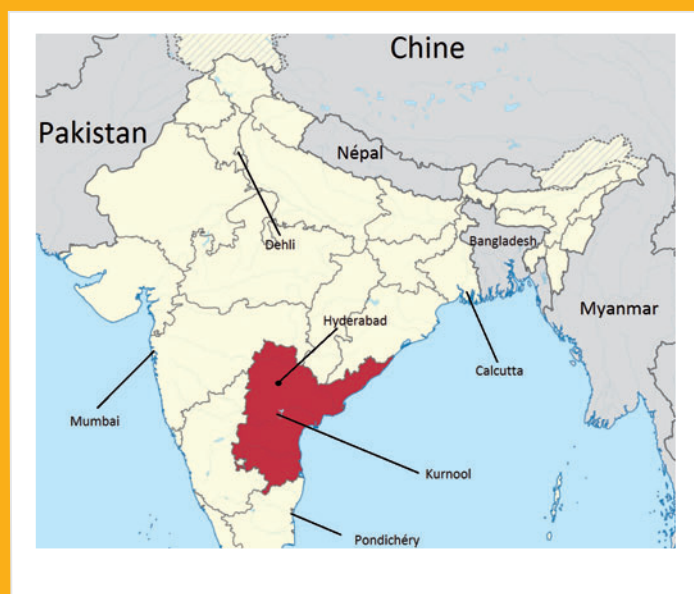 Chine
Pakistan
Népal
Dehli
Bangladesh
Myanmar
Hyderabad
Calcutta
Mumbai
Kurnool
Pondichéry